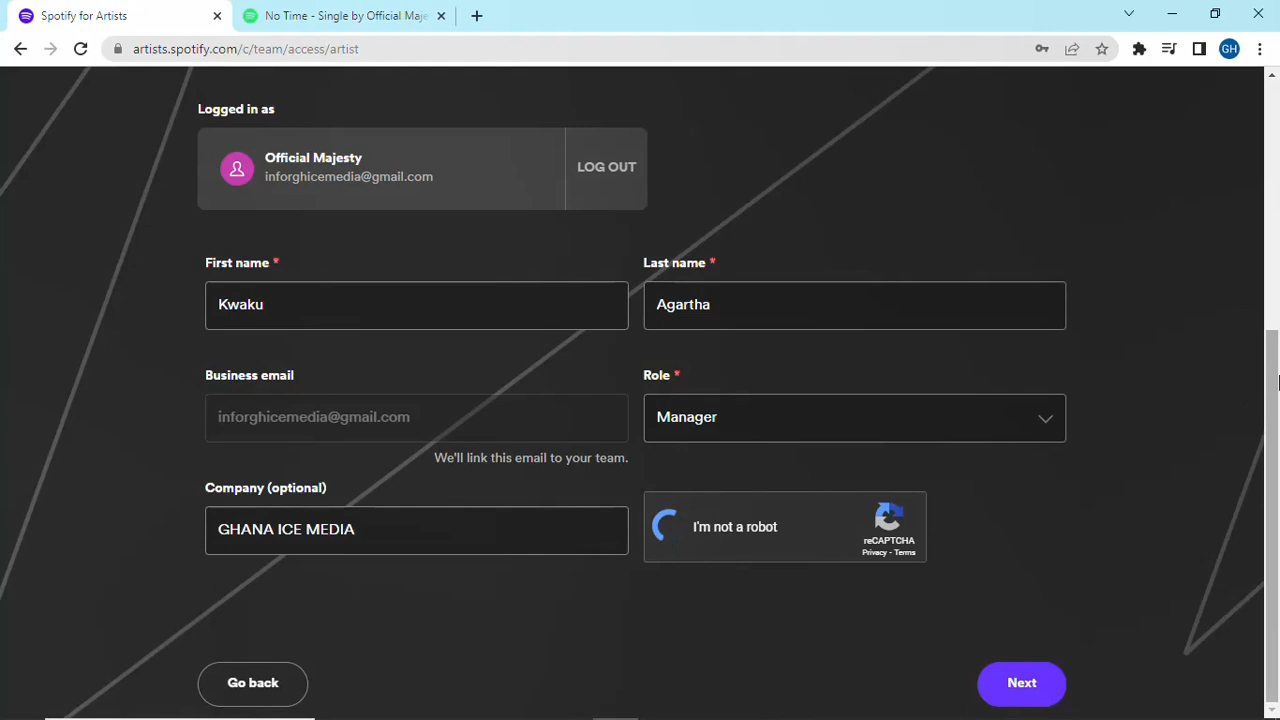 Spotify for Artists
No Time - Single by Official Maje
artists.spotify.com/c/team/access/artist
GH
Logged in as
Official Majesty
inforghicemedia@gmail.com
LOG OUT
First name *
Last name *
Kwaku
Agartha
Business email
Role *
inforghicemedia@gmail.com
Manager
We'll link this email to your team.
Company (optional)
GHANA ICE MEDIA
I'm not a robot
reCAPTCHA
Privacy - Terms
Go back
Next